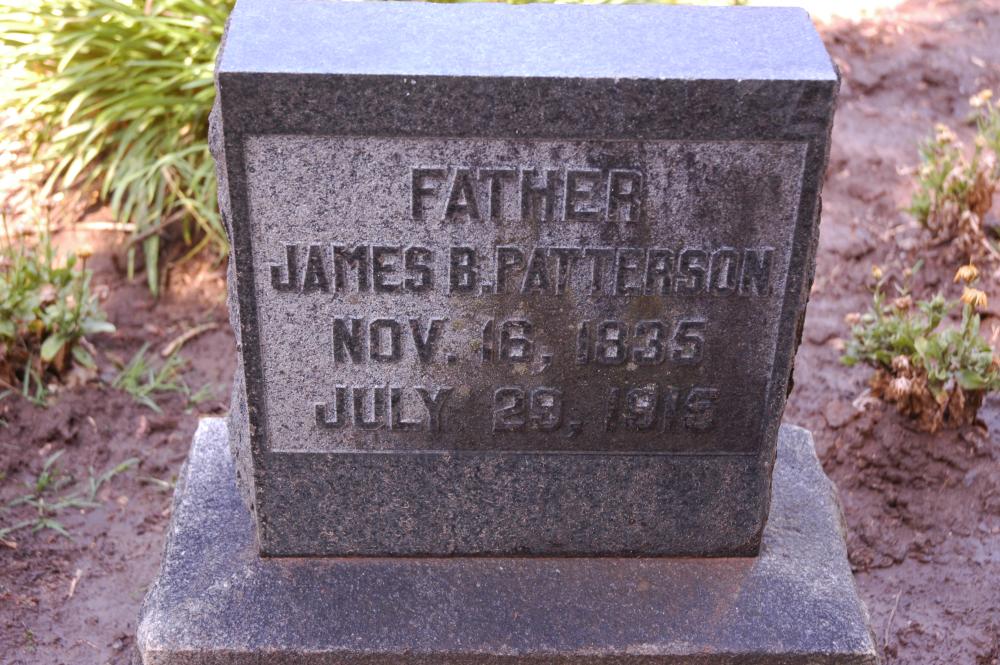 FATHER
JAMES B. PATTERSON
NOV. 16, 1835
JULY 29, 1915